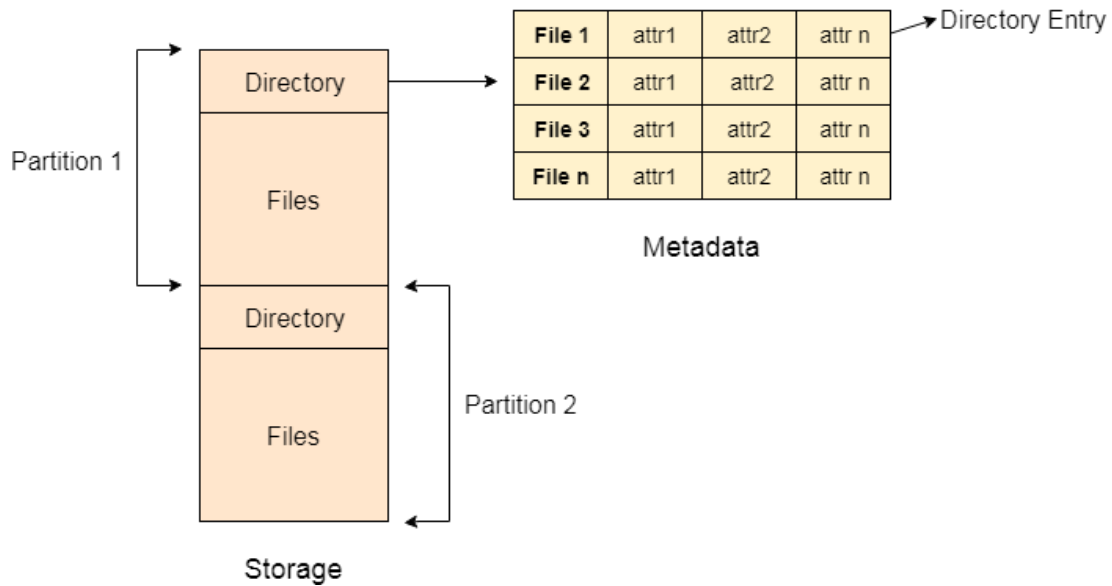 File 1 attr1 attr2 attr n
Directory Entry
File 2 attr1 attr2 attr n
File 3 attr1 attr2 attr n
File n attr1 attr2 attr n
Metadada
Partition 1
Directory
Files
Directory
Files
Partition 2
Storage